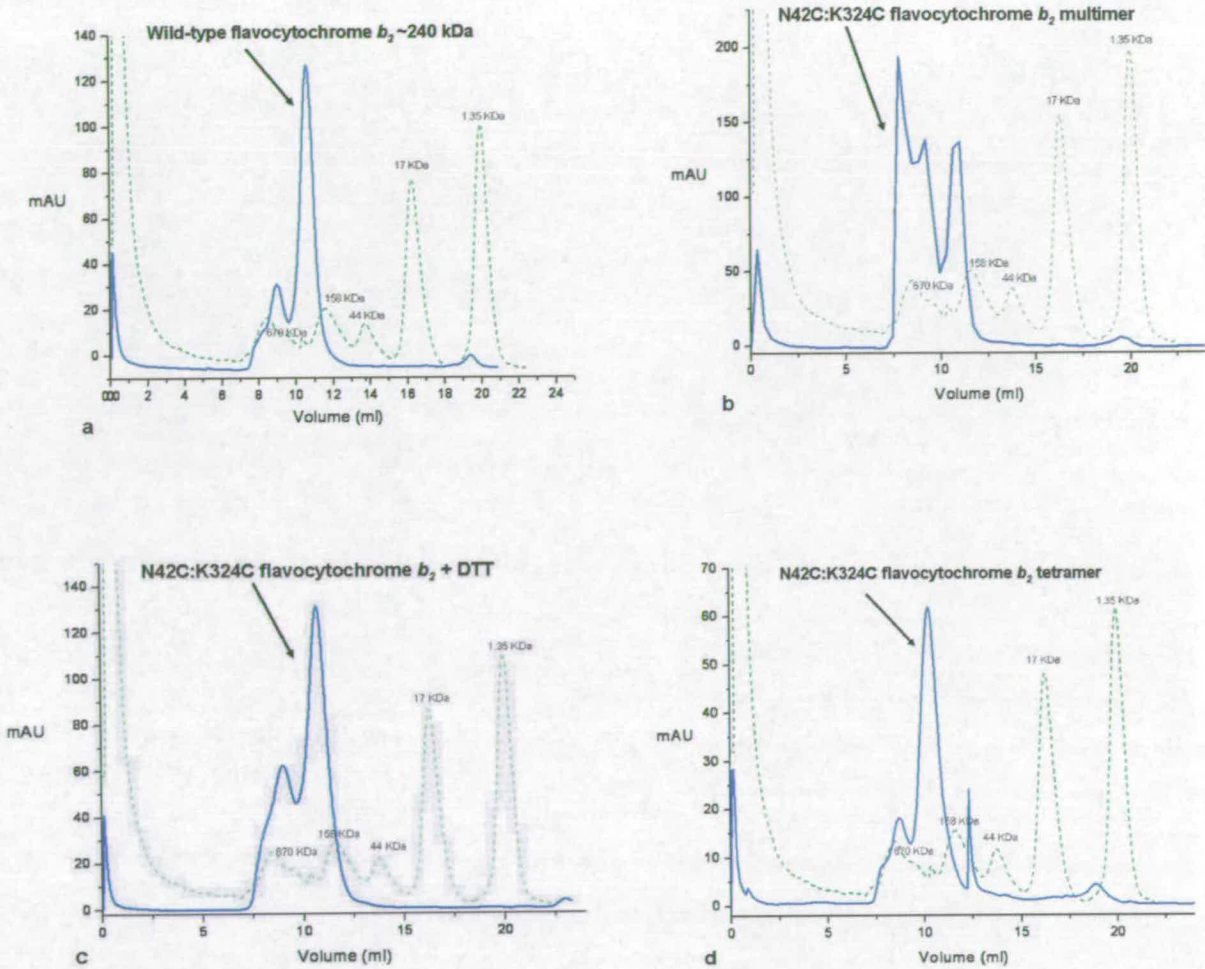 Wild-type flavocytochrome b2 ~240 kDa
140
120
100
80
60
40
20
0
mAU
670 KDa
158 KDa
44 KDa
17 KDa
1.35 KDa
0 2 4 6 8 10 12 14 16 18 20 22 24
Volume (ml)
a
N42C:K324C flavocytochrome b2 multimer
200
150
100
50
0
mAU
670 KDa
158 KDa
44 KDa
17 KDa
1.35 KDa
0 5 10 15 20
Volume (ml)
b
N42C:K324C flavocytochrome b2 + DTT
140
120
100
80
60
40
20
0
mAU
670 KDa
158 KDa
44 KDa
17 KDa
1.35 KDa
0 5 10 15 20
Volume (ml)
c
N42C:K324C flavocytochrome b2 tetramer
70
60
50
40
30
20
10
0
mAU
670 KDa
158 KDa
44 KDa
17 KDa
1.35 KDa
0 5 10 15 20
Volume (ml)
d